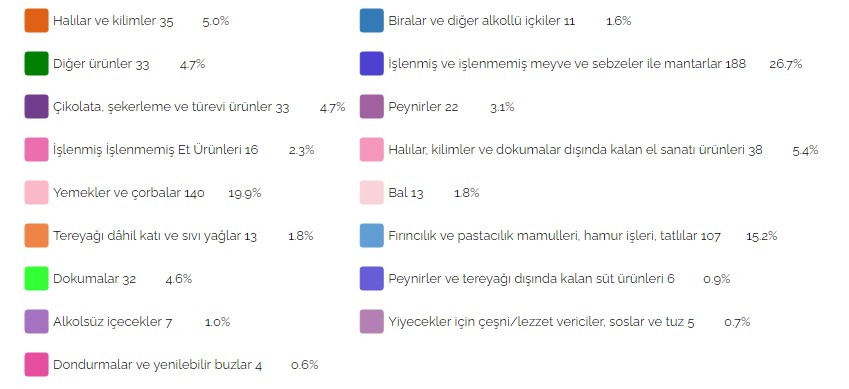 Halılar ve kilimler 35 5.0%
Biralar ve diğer alkollü içkiler 11 1.6%
Diğer ürünler 33 4.7%
İşlenmiş ve işlenmemiş meyve ve sebzeler ile mantarlar 188 26.7%
Çikolata, şekerleme ve türevi ürünler 33 4.7%
Peynirler 22 3.1%
İşlenmiş İşlenmemiş Et Ürünleri 16 2.3%
Halılar, kilimler ve dokumalar dışında kalan el sanatı ürünleri 38 5.4%
Yemekler ve çorbalar 140 19.9%
Bal 13 1.8%
Tereyağı dâhil katı ve sıvı yağlar 13 1.8%
Fırıncılık ve pastacılık mamulleri, hamur işleri, tatlılar 107 15.2%
Dokumalar 32 4.6%
Peynirler ve tereyağı dışında kalan süt ürünleri 6 0.9%
Alkolsüz içecekler 7 1.0%
Yiyecekler için çeşni/lezzet vericiler, soslar ve tuz 5 0.7%
Dondurmalar ve yenilebilir buzlar 4 0.6%